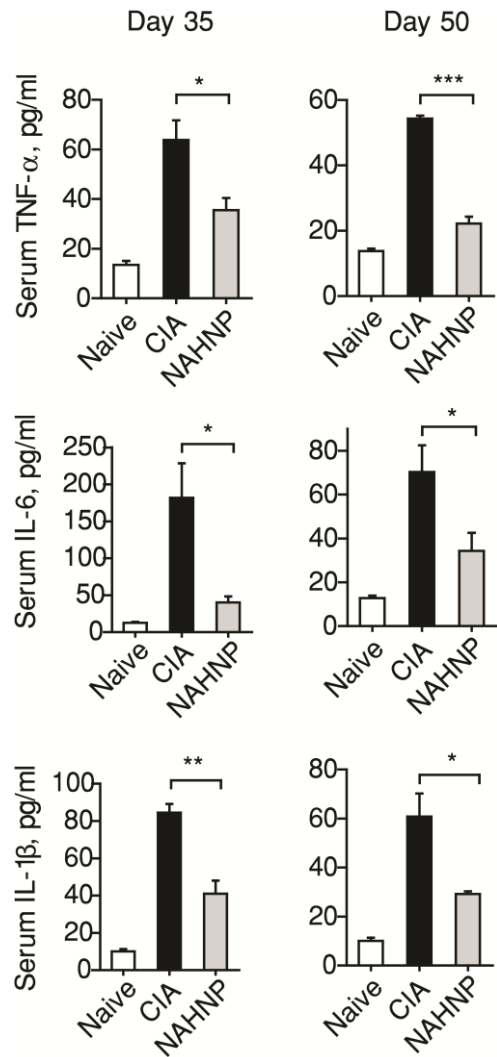 Day 35
Day 50
Serum TNF-α, pg/ml
80
60
40
20
0
*
Naive
CIA
NAHNP
60
40
20
0
***
Naive
CIA
NAHNP
Serum IL-6, pg/ml
250
200
150
100
50
0
*
Naive
CIA
NAHNP
80
60
40
20
0
*
Naive
CIA
NAHNP
Serum IL-1β, pg/ml
100
80
60
40
20
0
**
Naive
CIA
NAHNP
80
60
40
20
0
*
Naive
CIA
NAHNP